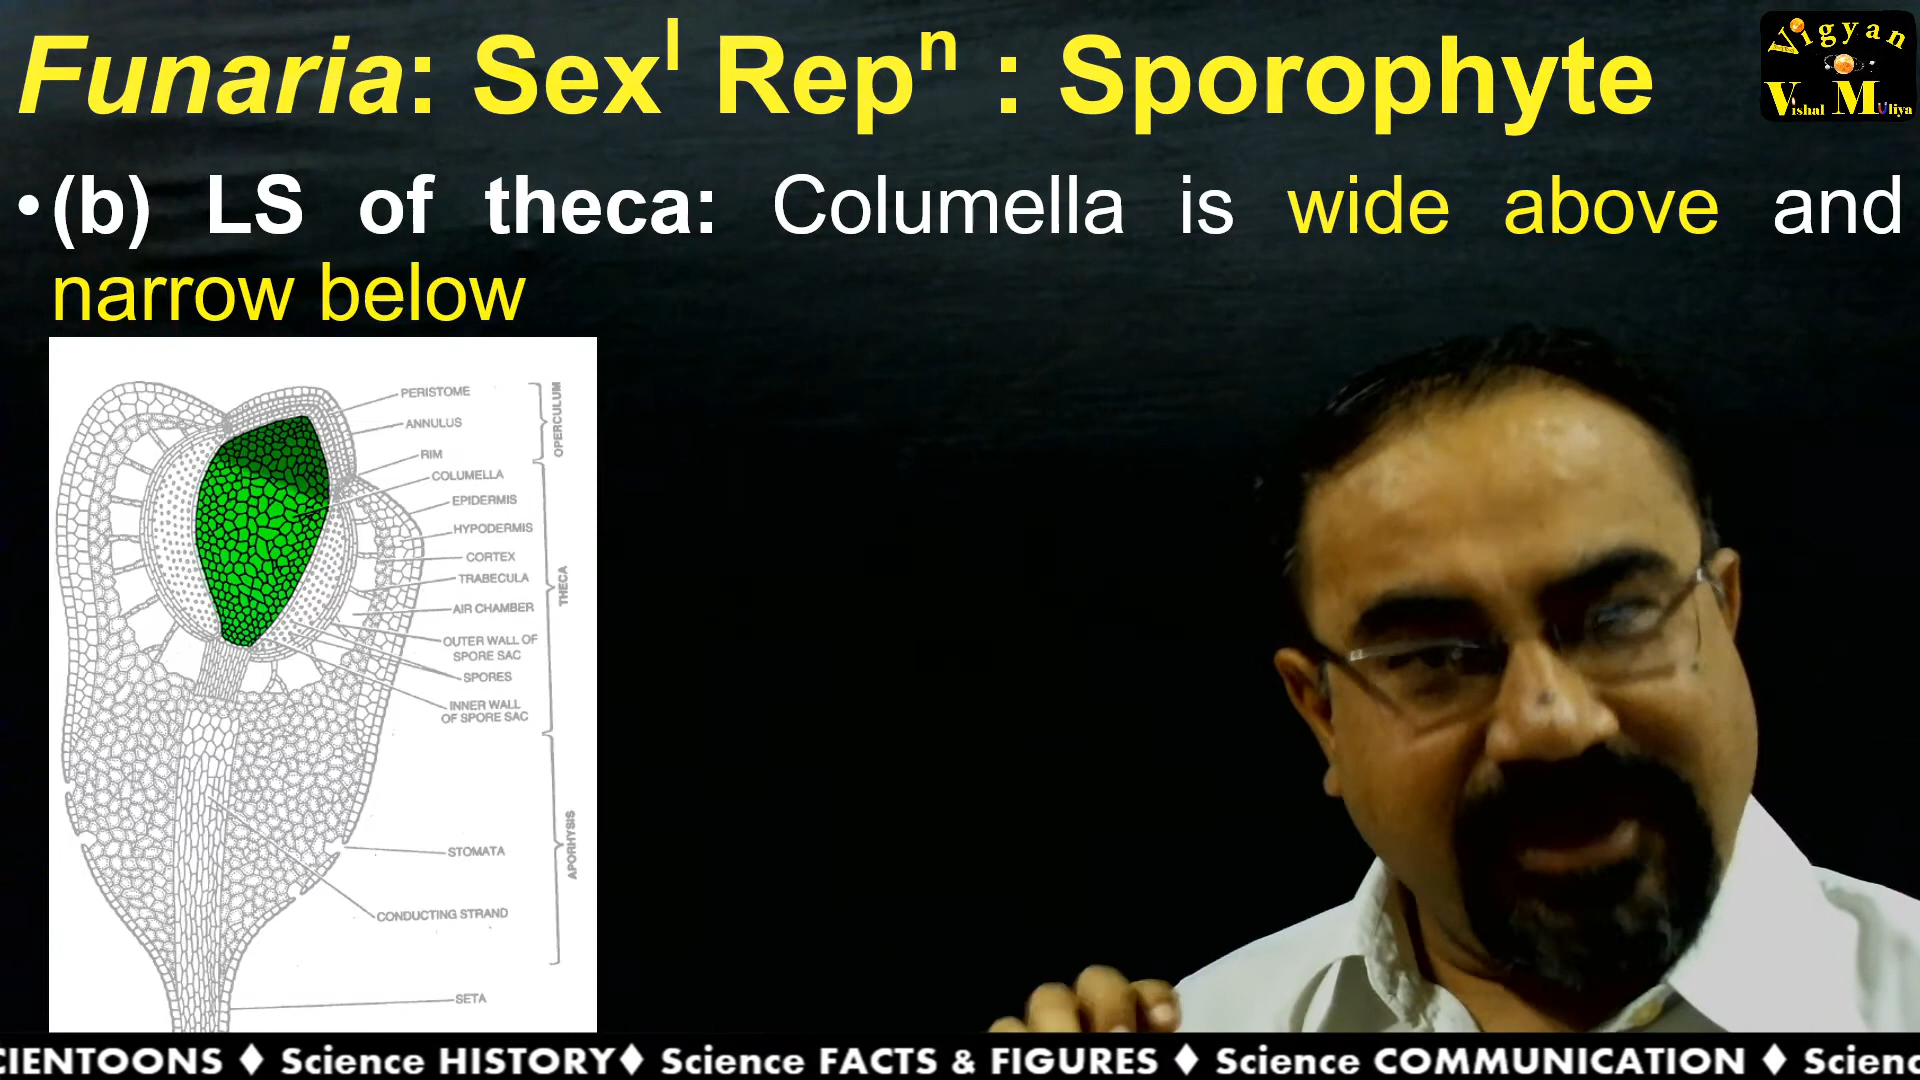 Funaria: Sexˡ Repⁿ : Sporophyte
Vigyan
Vishal Muliya
•(b) LS of theca: Columella is wide above and
narrow below
PERISTOME
ANNULUS
RIM
COLUMELLA
EPIDERMIS
HYPODERMIS
CORTEX
TRABECULA
AIR CHAMBER
OUTER WALL OF
SPORE SAC
SPORES
INNER WALL
OF SPORE SAC
STOMATA
CONDUCTING STRAND
SETA
OPERCULUM
THECA
APORHYSIS
CIENTOONS ♦ Science HISTORY♦ Science FACTS & FIGURES ♦ Science COMMUNICATION ♦ Scienc